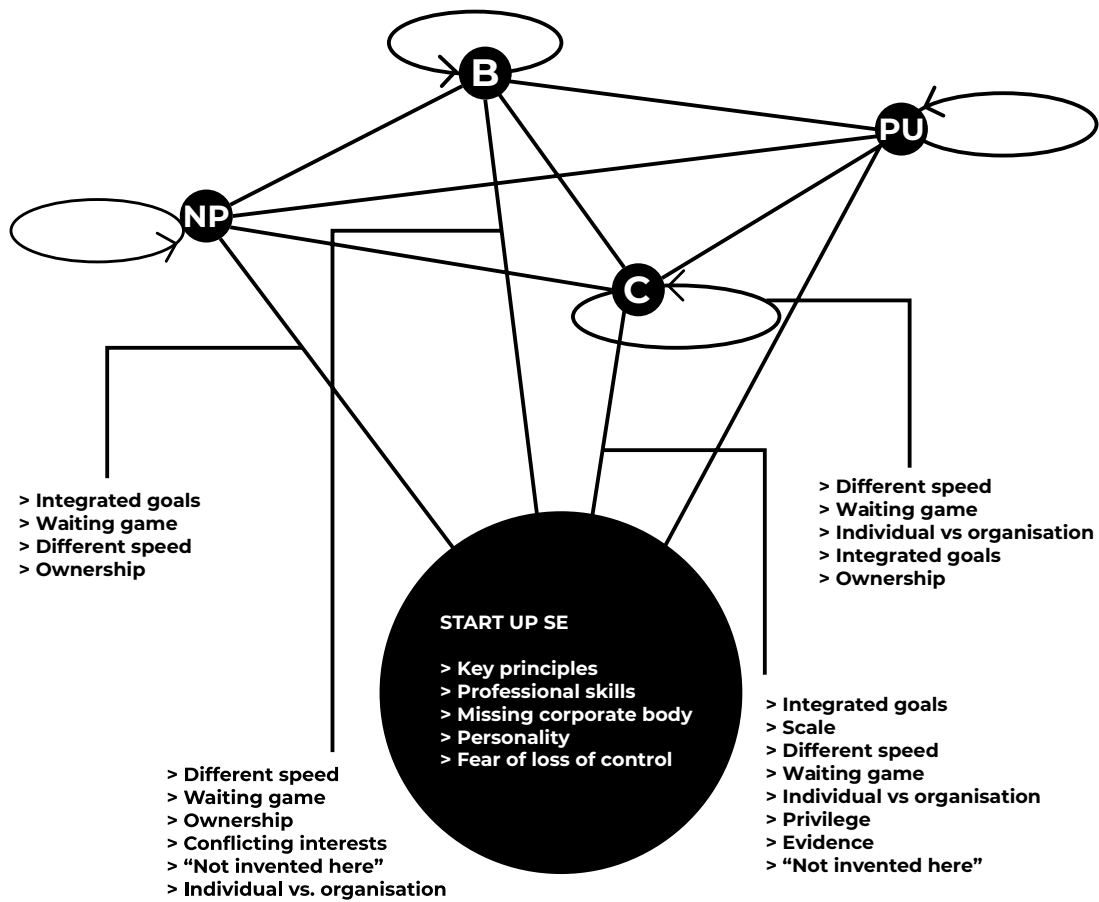 B
PU
NP
C
> Integrated goals
> Waiting game
> Different speed
> Ownership
> Different speed
> Waiting game
> Individual vs organisation
> Integrated goals
> Ownership
START UP SE
> Key principles
> Professional skills
> Missing corporate body
> Personality
> Fear of loss of control
> Integrated goals
> Scale
> Different speed
> Waiting game
> Individual vs organisation
> Privilege
> Evidence
> “Not invented here”
> Different speed
> Waiting game
> Ownership
> Conflicting interests
> “Not invented here”
> Individual vs. organisation